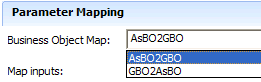 Parameter Mapping
Business Object Map: AsBO2GBO
AsBO2GBO
Map inputs: GBO2AsBO